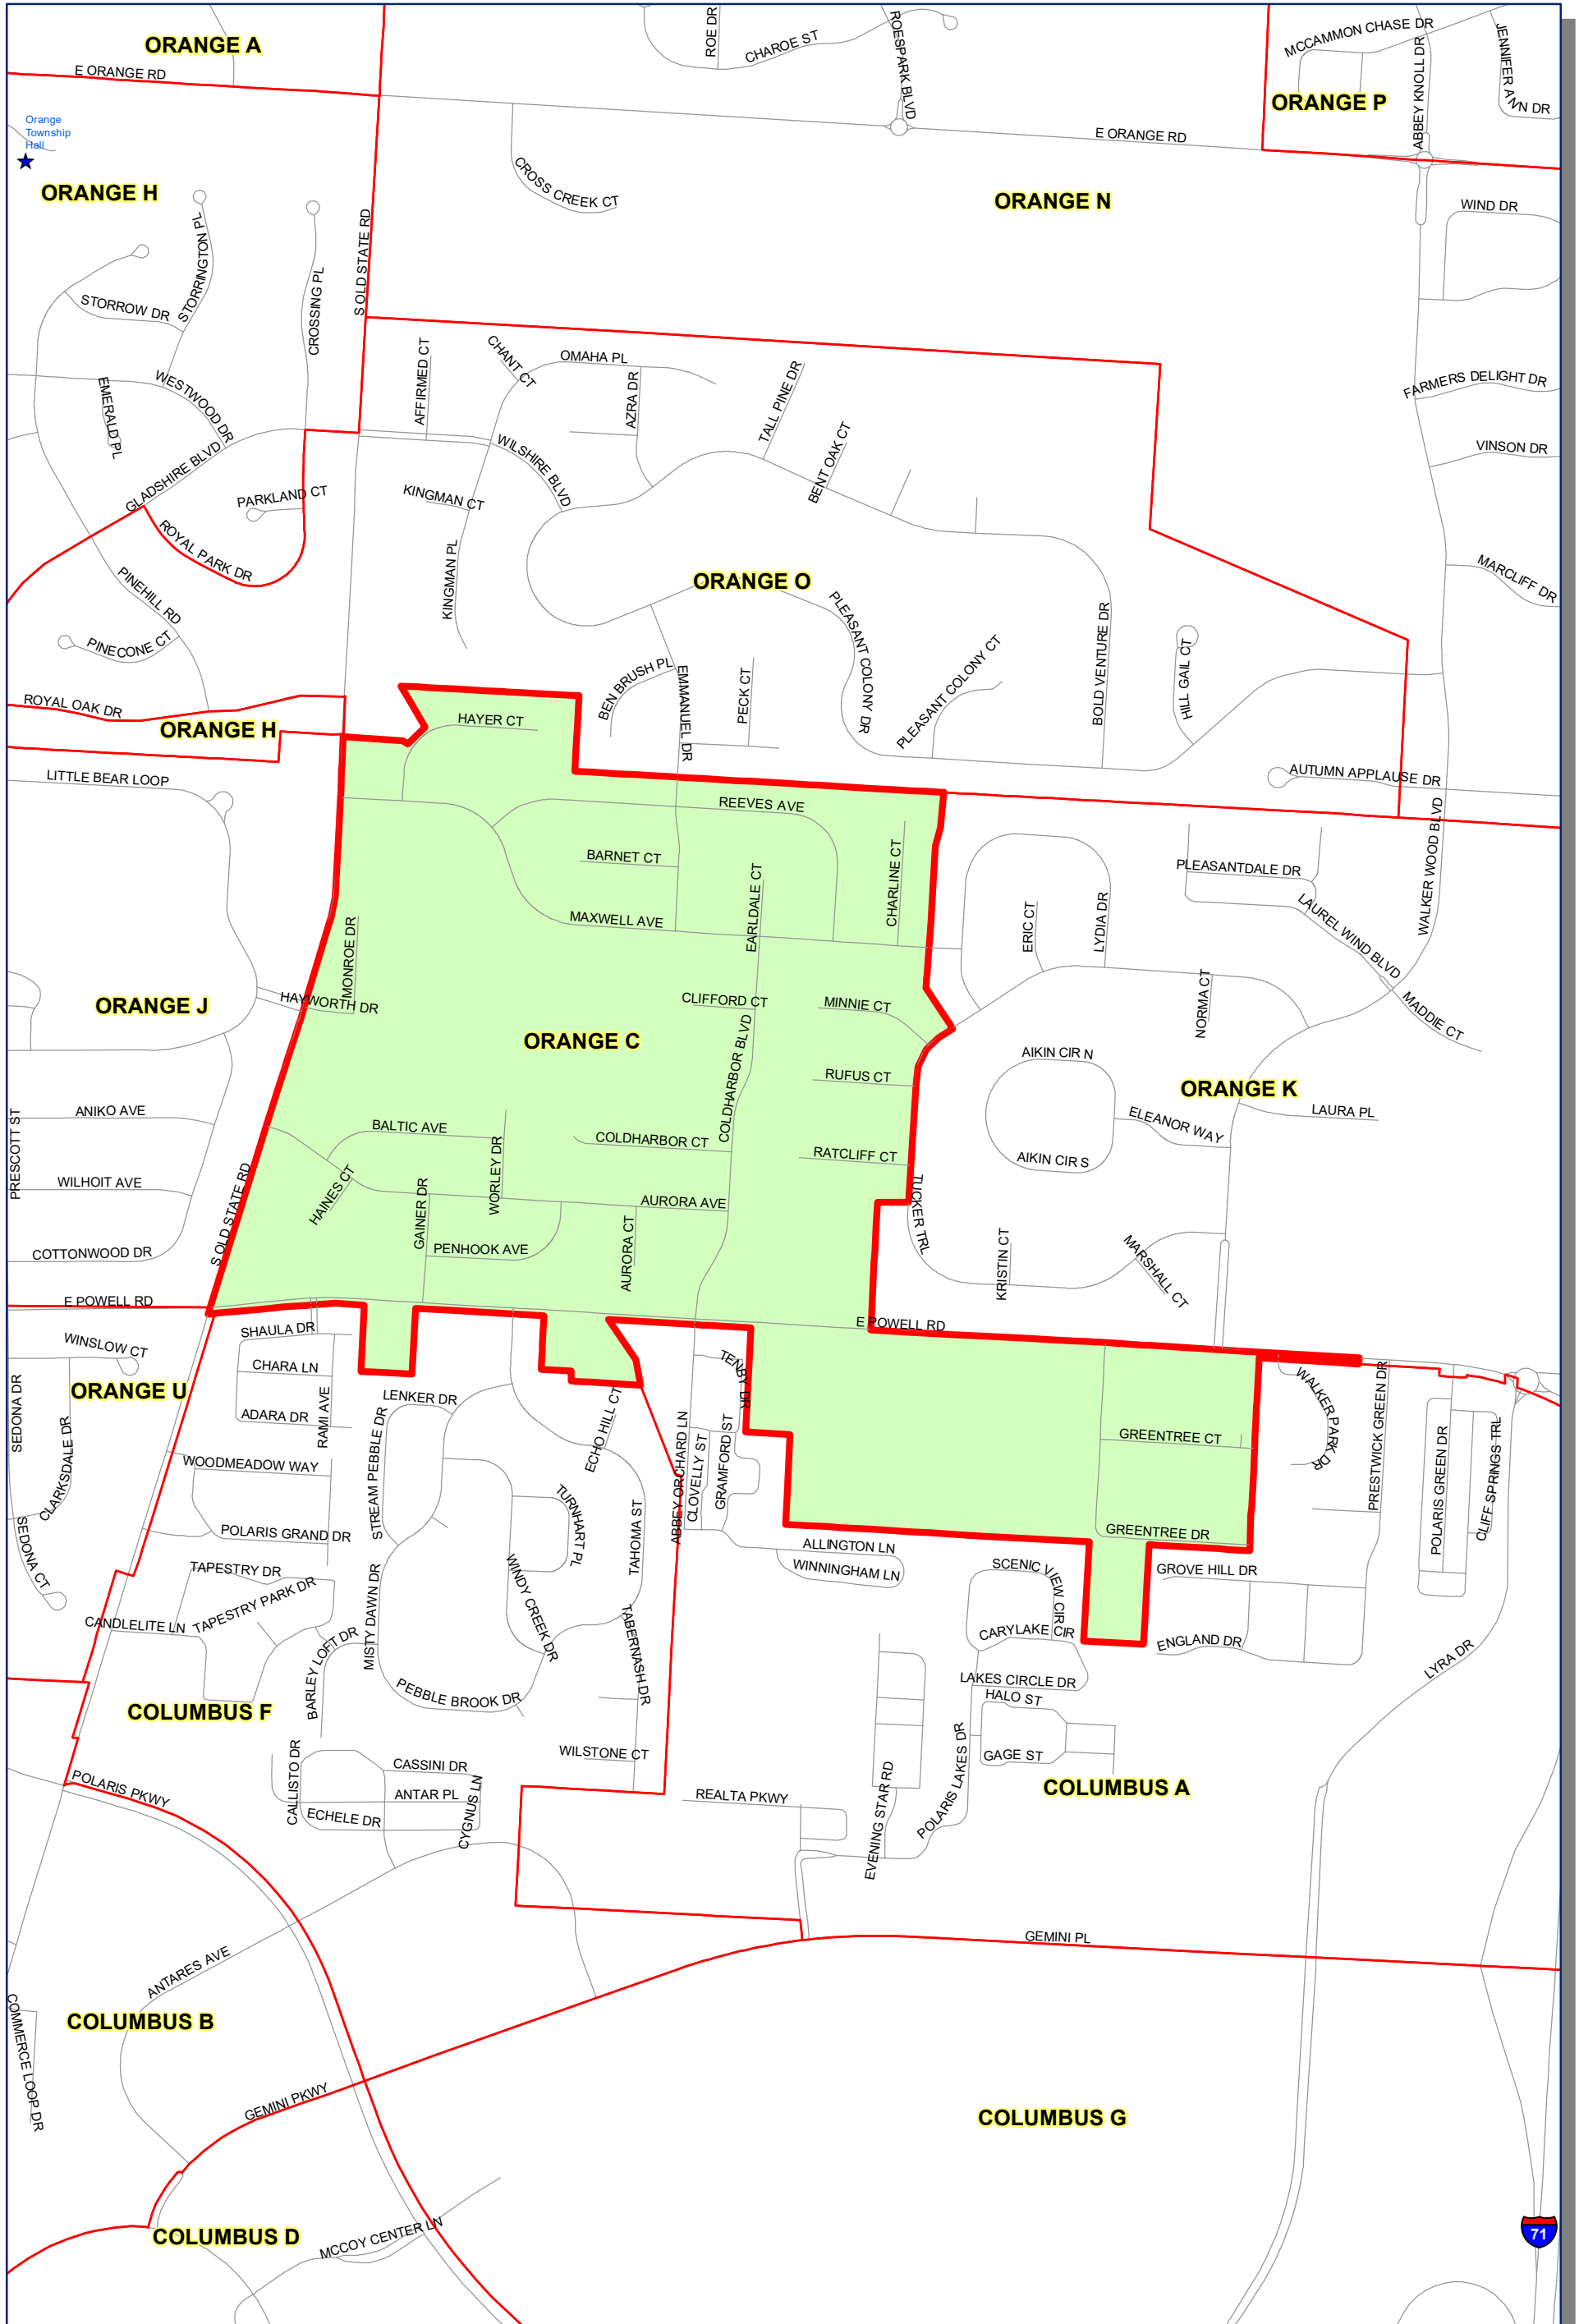 ORANGE A
E ORANGE RD
ROE DR
CHAROE ST
ROESPARK BLVD
MCCAMMON CHASE DR
JENNIFER ANN DR
ABBEY KNOLL DR
ORANGE P
E ORANGE RD
Orange
Township
Hall
ORANGE H
CROSS CREEK CT
ORANGE N
WIND DR
STORRINGTON PL
STORROW DR
CROSSING PL
S OLD STATE RD
EMERALD PL
WESTWOOD DR
GLADSHIRE BLVD
PARKLAND CT
ROYAL PARK DR
PINEHILL RD
PINECONE CT
ROYAL OAK DR
ORANGE H
AFFIRMED CT
CHANT CT
OMAHA PL
AZRA DR
TALL PINE DR
BENT OAK CT
WILSHIRE BLVD
KINGMAN CT
KINGMAN PL
FARMERS DELIGHT DR
VINSON DR
MARCLIFF DR
ORANGE O
PLEASANT COLONY DR
PLEASANT COLONY CT
BOLD VENTURE DR
HILL GAIL CT
BEN BRUSH PL
EMMANUEL DR
PECK CT
HAYER CT
AUTUMN APPLAUSE DR
WALKER WOOD BLVD
LITTLE BEAR LOOP
REEVES AVE
BARNET CT
EARLDALE CT
CHARLINE CT
MAXWELL AVE
MONROE DR
HAYWORTH DR
CLIFFORD CT
MINNIE CT
ORANGE J
ORANGE C
COLDHARBOR BLVD
RUFUS CT
RATCLIFF CT
ERIC CT
LYDIA DR
PLEASANTDALE DR
LAUREL WIND BLVD
NORMA CT
MADDIE CT
AIKIN CIR N
ORANGE K
ELEANOR WAY
LAURA PL
AIKIN CIR S
TUCKER TRL
KRISTIN CT
MARSHALL CT
ANIKO AVE
PRESCOTT ST
WILHOIT AVE
COTTONWOOD DR
S OLD STATE RD
BALTIC AVE
WORLEY DR
COLDHARBOR CT
HAINES CT
GAINER DR
AURORA AVE
PENHOOK AVE
AURORA CT
E POWELL RD
E POWELL RD
WINSLOW CT
SEDONA DR
ORANGE U
CLARKSDALE DR
SEDONA CT
SHAULA DR
CHARA LN
ADARA DR
RAMI AVE
WOODMEADOW WAY
POLARIS GRAND DR
TAPESTRY DR
TAPESTRY PARK DR
CANDLELITE LN
LENKER DR
STREAM PEBBLE DR
ECHO HILL CT
TURNHART PL
TAHOMA ST
WINDY CREEK DR
MISTY DAWN DR
BARLEY LOFT DR
PEBBLE BROOK DR
TABERNASH DR
WILSTONE CT
TENBY DR
ABBEY ORCHARD LN
CLOVELLY ST
GRAMFORD ST
ALLINGTON LN
WINNINGHAM LN
GREENTREE CT
GREENTREE DR
WALKER PARK DR
PRESTWICK GREEN DR
POLARIS GREEN DR
CLIFF SPRINGS TRL
GROVE HILL DR
ENGLAND DR
LYRA DR
SCENIC VIEW CIR
CARYLAKE CIR
LAKES CIRCLE DR
HALO ST
GAGE ST
POLARIS LAKES DR
EVENING STAR RD
COLUMBUS A
REALTA PKWY
COLUMBUS F
POLARIS PKWY
CALLISTO DR
CASSINI DR
ANTAR PL
ECHELE DR
CYGNUS LN
GEMINI PL
ANTARES AVE
COLUMBUS B
COMMERCE LOOP DR
GEMINI PKWY
COLUMBUS G
COLUMBUS D
MCCOY CENTER LN
71